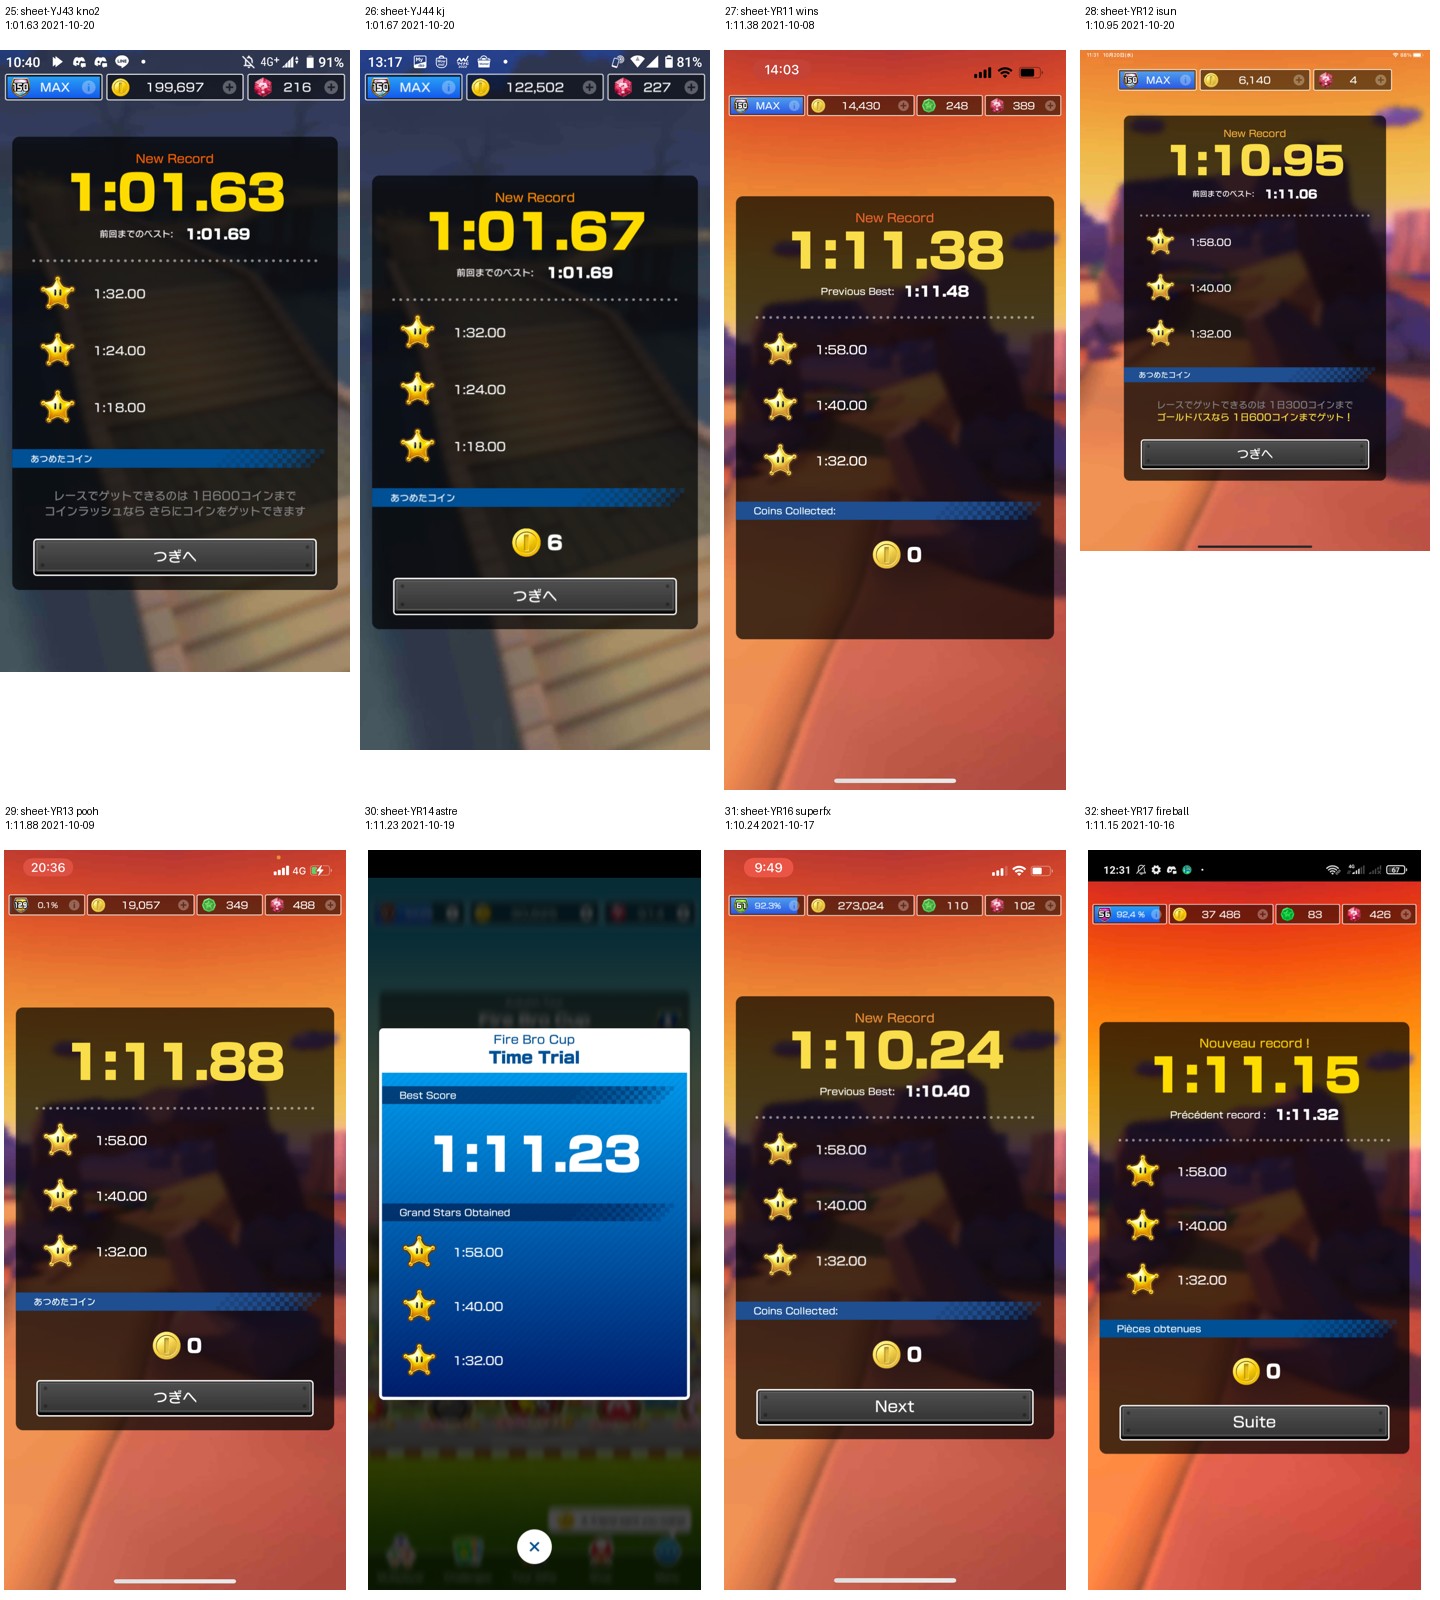 25: sheet-YJ43 kno2
1:01.63 2021-10-20
10:40
4G+
91%
150 MAX
199,697
216
New Record
1:01.63
前回までのベスト: 1:01.69
1:32.00
1:24.00
1:18.00
あつめたコイン
レースでゲットできるのは 1日600コインまで
コインラッシュなら さらにコインをゲットできます
つぎへ
26: sheet-YJ44 kj
1:01.67 2021-10-20
13:17
81%
150 MAX
122,502
227
New Record
1:01.67
前回までのベスト: 1:01.69
1:32.00
1:24.00
1:18.00
あつめたコイン
6
つぎへ
27: sheet-YR11 wins
1:11.38 2021-10-08
14:03
150 MAX
14,430
248
389
New Record
1:11.38
Previous Best: 1:11.48
1:58.00
1:40.00
1:32.00
Coins Collected:
0
28: sheet-YR12 isun
1:10.95 2021-10-20
150 MAX
6,140
4
New Record
1:10.95
前回までのベスト: 1:11.06
1:58.00
1:40.00
1:32.00
あつめたコイン
レースでゲットできるのは 1日300コインまで
ゴールドパスなら 1日600コインまでゲット!
つぎへ
29: sheet-YR13 pooh
1:11.88 2021-10-09
20:36
4G
129 0.1%
19,057
349
488
1:11.88
1:58.00
1:40.00
1:32.00
あつめたコイン
0
つぎへ
30: sheet-YR14 astre
1:11.23 2021-10-19
Fire Bro Cup
Fire Bro Cup
Time Trial
Best Score
1:11.23
Grand Stars Obtained
1:58.00
1:40.00
1:32.00
31: sheet-YR16 superfx
1:10.24 2021-10-17
9:49
61 92.3%
273,024
110
102
New Record
1:10.24
Previous Best: 1:10.40
1:58.00
1:40.00
1:32.00
Coins Collected:
0
Next
32: sheet-YR17 fireball
1:11.15 2021-10-16
12:31
4G
67
56 92,4 %
37 486
83
426
Nouveau record !
1:11.15
Précédent record : 1:11.32
1:58.00
1:40.00
1:32.00
Pièces obtenues
0
Suite